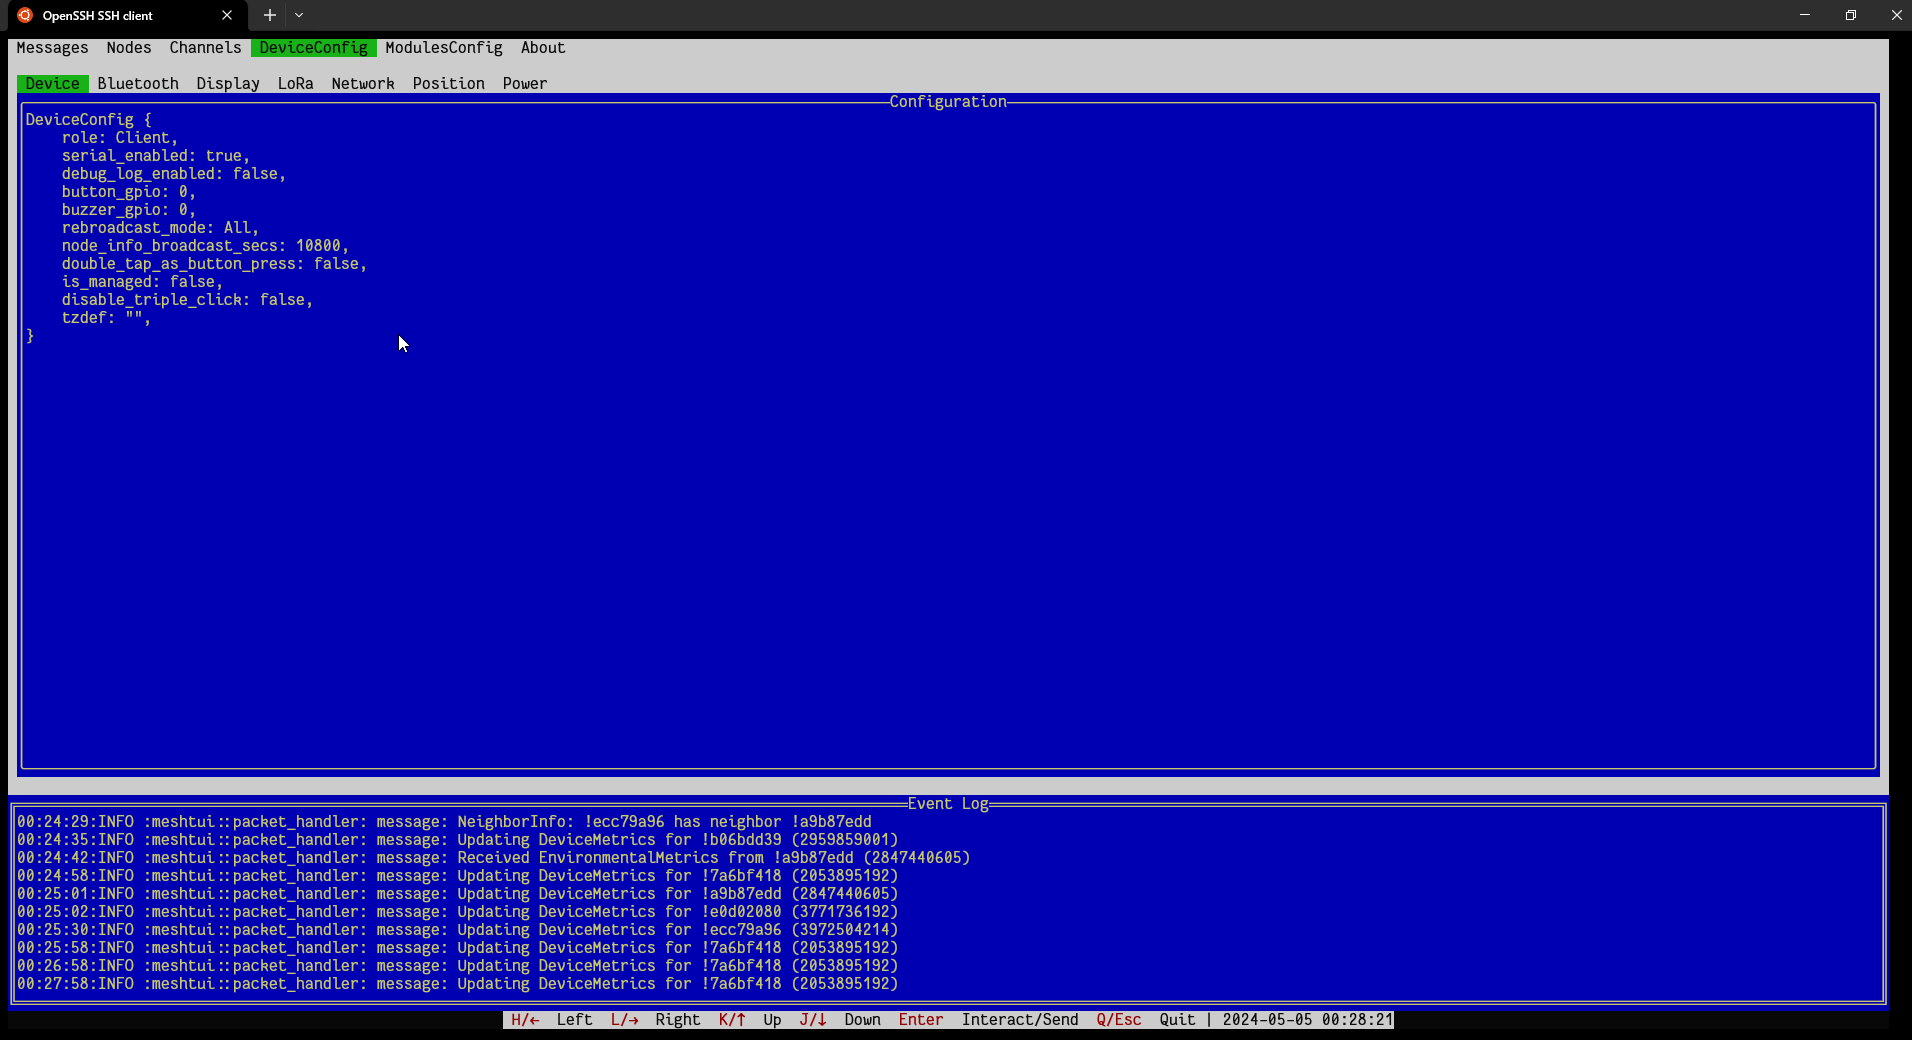 OpenSSH SSH client
Messages Nodes Channels DeviceConfig ModulesConfig About
Device Bluetooth Display LoRa Network Position Power
Configuration
DeviceConfig {
    role: Client,
    serial_enabled: true,
    debug_log_enabled: false,
    button_gpio: 0,
    buzzer_gpio: 0,
    rebroadcast_mode: All,
    node_info_broadcast_secs: 10800,
    double_tap_as_button_press: false,
    is_managed: false,
    disable_triple_click: false,
    tzdef: "",
}
Event Log
00:24:29:INFO :meshtui::packet_handler: message: NeighborInfo: !ecc79a96 has neighbor !a9b87edd
00:24:35:INFO :meshtui::packet_handler: message: Updating DeviceMetrics for !b06bdd39 (2959859001)
00:24:42:INFO :meshtui::packet_handler: message: Received EnvironmentalMetrics from !a9b87edd (2847440605)
00:24:58:INFO :meshtui::packet_handler: message: Updating DeviceMetrics for !7a6bf418 (2053895192)
00:25:01:INFO :meshtui::packet_handler: message: Updating DeviceMetrics for !a9b87edd (2847440605)
00:25:02:INFO :meshtui::packet_handler: message: Updating DeviceMetrics for !e0d02080 (3771736192)
00:25:30:INFO :meshtui::packet_handler: message: Updating DeviceMetrics for !ecc79a96 (3972504214)
00:25:58:INFO :meshtui::packet_handler: message: Updating DeviceMetrics for !7a6bf418 (2053895192)
00:26:58:INFO :meshtui::packet_handler: message: Updating DeviceMetrics for !7a6bf418 (2053895192)
00:27:58:INFO :meshtui::packet_handler: message: Updating DeviceMetrics for !7a6bf418 (2053895192)
H/← Left L/→ Right K/↑ Up J/↓ Down Enter Interact/Send Q/Esc Quit | 2024-05-05 00:28:21